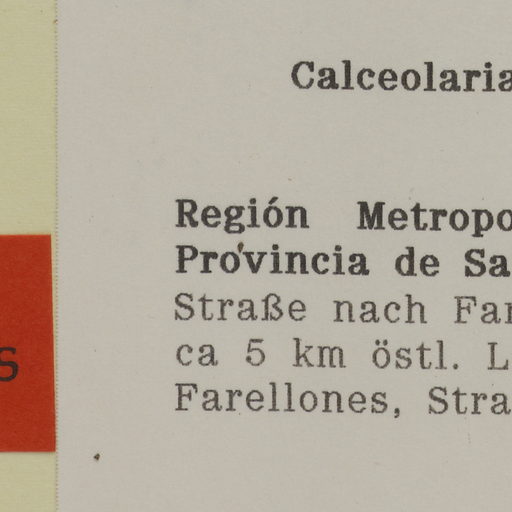 Calceolaria
Región Metropo
Provincia de Sa
Straße nach Far
ca 5 km östl. L
Farellones, Stra
s